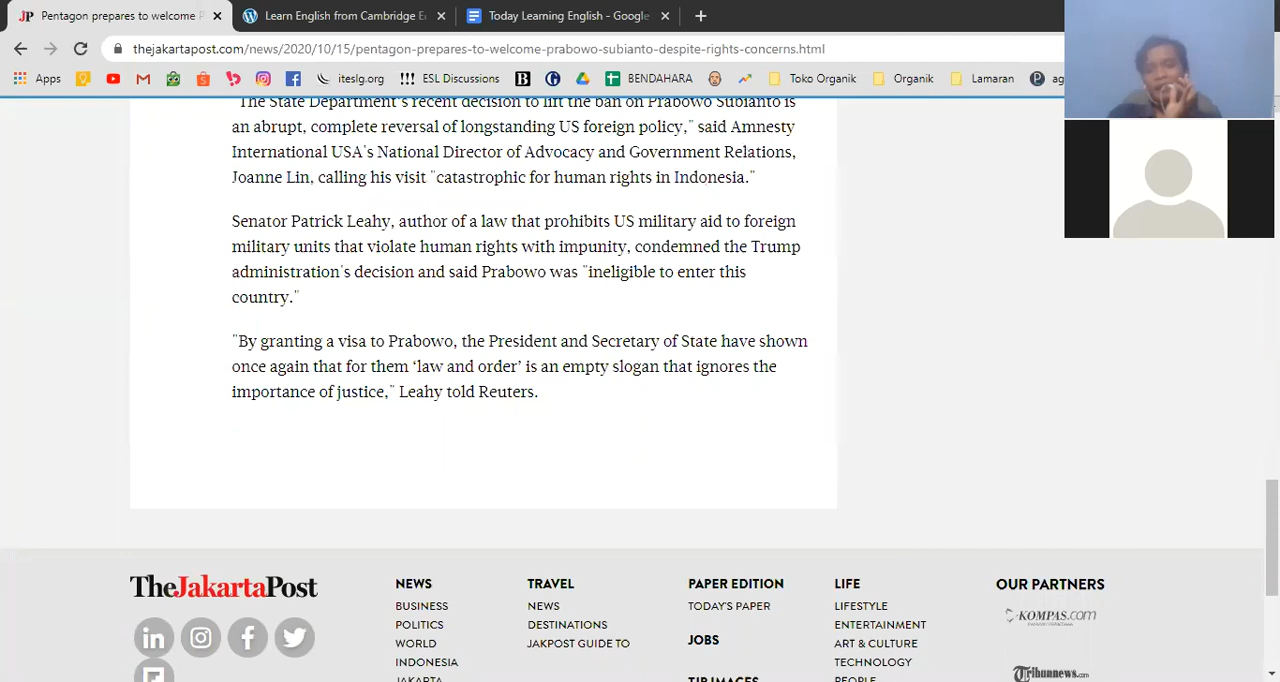 JP Pentagon prepares to welcome P
Learn English from Cambridge E
Today Learning English - Google
thejakartapost.com/news/2020/10/15/pentagon-prepares-to-welcome-prabowo-subianto-despite-rights-concerns.html
Apps iteslg.org !!! ESL Discussions B BENDAHARA Toko Organik Organik Lamaran P ag
"The State Department's recent decision to lift the ban on Prabowo Subianto is
an abrupt, complete reversal of longstanding US foreign policy," said Amnesty
International USA's National Director of Advocacy and Government Relations,
Joanne Lin, calling his visit "catastrophic for human rights in Indonesia."
Senator Patrick Leahy, author of a law that prohibits US military aid to foreign
military units that violate human rights with impunity, condemned the Trump
administration's decision and said Prabowo was "ineligible to enter this
country."
"By granting a visa to Prabowo, the President and Secretary of State have shown
once again that for them ‘law and order’ is an empty slogan that ignores the
importance of justice," Leahy told Reuters.
TheJakartaPost
NEWS
BUSINESS
POLITICS
WORLD
INDONESIA
JAKARTA
TRAVEL
NEWS
DESTINATIONS
JAKPOST GUIDE TO
PAPER EDITION
TODAY'S PAPER
JOBS
TJP IMAGES
LIFE
LIFESTYLE
ENTERTAINMENT
ART & CULTURE
TECHNOLOGY
PEOPLE
OUR PARTNERS
KOMPAS.com
Tribunnews.com